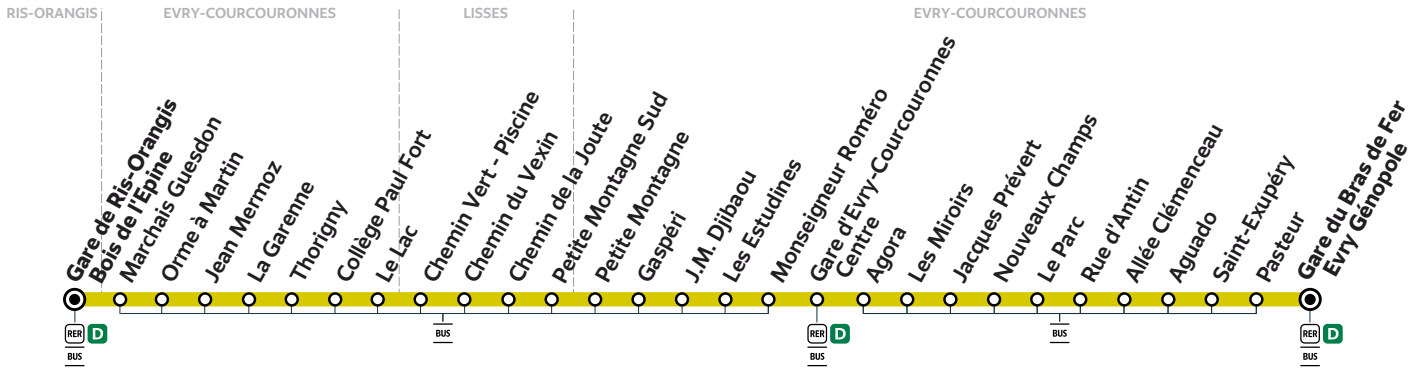 RIS-ORANGIS
EVRY-COURCOURONNES
LISSES
EVRY-COURCOURONNES
Gare de Ris-Orangis
Bois de l'Epine
Marchais Guesdon
Orme à Martin
Jean Mermoz
La Garenne
Thorigny
Collège Paul Fort
Le Lac
Chemin Vert - Piscine
Chemin du Vexin
Chemin de la Joute
Petite Montagne Sud
Petite Montagne
Gaspéri
J.M. Djibaou
Les Estudines
Monseigneur Roméro
Gare d'Evry-Courcouronnes
Centre
Agora
Les Miroirs
Jacques Prévert
Nouveaux Champs
Le Parc
Rue d'Antin
Allée Clémenceau
Aguado
Saint-Exupéry
Pasteur
Gare du Bras de Fer
Evry Génopole
RER D
BUS
BUS
RER D
BUS
BUS
RER D
BUS